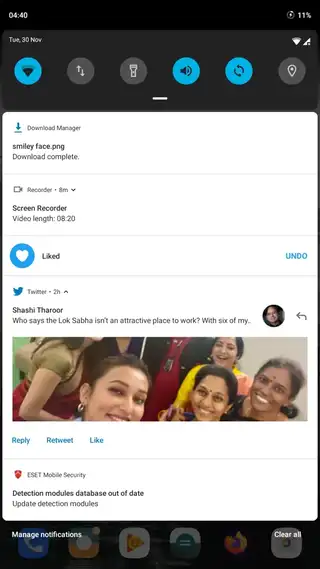 04:40
11%
Tue, 30 Nov
Download Manager
smiley face.png
Download complete.
Recorder • 8m
Screen Recorder
Video length: 08:20
Liked
UNDO
Twitter • 2h
Shashi Tharoor
Who says the Lok Sabha isn't an attractive place to work? With six of my..
Reply
Retweet
Like
ESET Mobile Security
Detection modules database out of date
Update detection modules
Manage notifications
Clear all